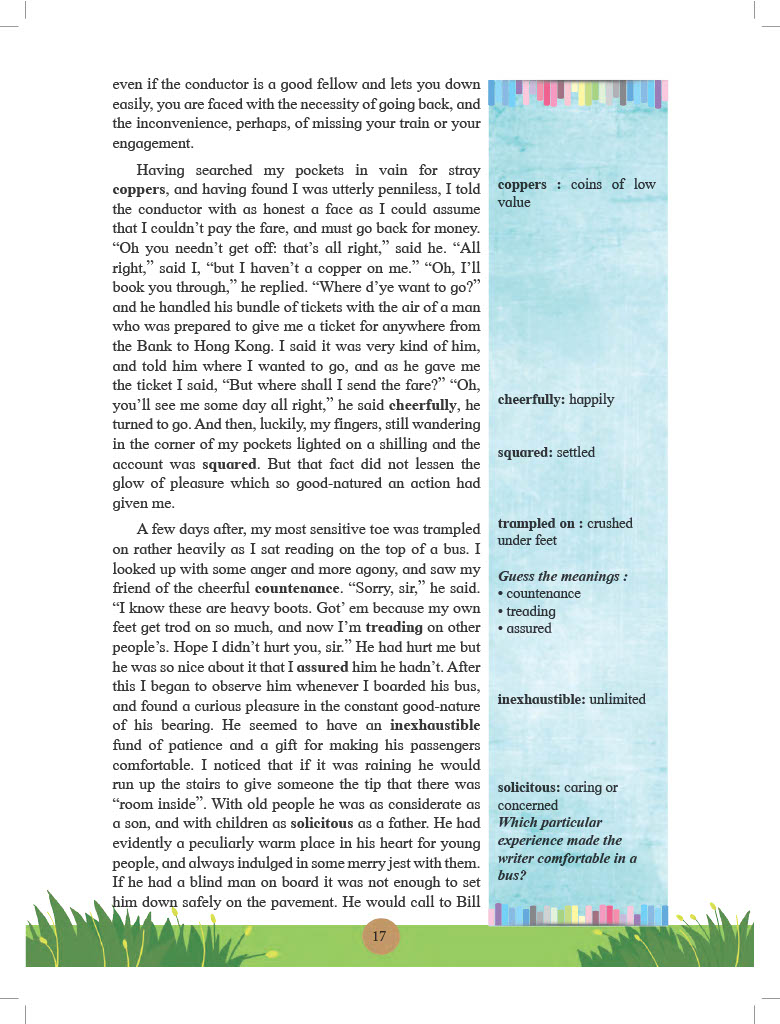 even if the conductor is a good fellow and lets you down
easily, you are faced with the necessity of going back, and
the inconvenience, perhaps, of missing your train or your
engagement.
Having searched my pockets in vain for stray
coppers, and having found I was utterly penniless, I told
the conductor with as honest a face as I could assume
that I couldn’t pay the fare, and must go back for money.
“Oh you needn’t get off: that’s all right,” said he. “All
right,” said I, “but I haven’t a copper on me.” “Oh, I’ll
book you through,” he replied. “Where d’ye want to go?”
and he handled his bundle of tickets with the air of a man
who was prepared to give me a ticket for anywhere from
the Bank to Hong Kong. I said it was very kind of him,
and told him where I wanted to go, and as he gave me
the ticket I said, “But where shall I send the fare?” “Oh,
you’ll see me some day all right,” he said cheerfully, he
turned to go. And then, luckily, my fingers, still wandering
in the corner of my pockets lighted on a shilling and the
account was squared. But that fact did not lessen the
glow of pleasure which so good-natured an action had
given me.
A few days after, my most sensitive toe was trampled
on rather heavily as I sat reading on the top of a bus. I
looked up with some anger and more agony, and saw my
friend of the cheerful countenance. “Sorry, sir,” he said.
“I know these are heavy boots. Got’ em because my own
feet get trod on so much, and now I’m treading on other
people’s. Hope I didn’t hurt you, sir.” He had hurt me but
he was so nice about it that I assured him he hadn’t. After
this I began to observe him whenever I boarded his bus,
and found a curious pleasure in the constant good-nature
of his bearing. He seemed to have an inexhaustible
fund of patience and a gift for making his passengers
comfortable. I noticed that if it was raining he would
run up the stairs to give someone the tip that there was
“room inside”. With old people he was as considerate as
a son, and with children as solicitous as a father. He had
evidently a peculiarly warm place in his heart for young
people, and always indulged in some merry jest with them.
If he had a blind man on board it was not enough to set
him down safely on the pavement. He would call to Bill
coppers : coins of low
value
cheerfully: happily
squared: settled
trampled on : crushed
under feet
Guess the meanings :
• countenance
• treading
• assured
inexhaustible: unlimited
solicitous: caring or
concerned
Which particular
experience made the
writer comfortable in a
bus?
17